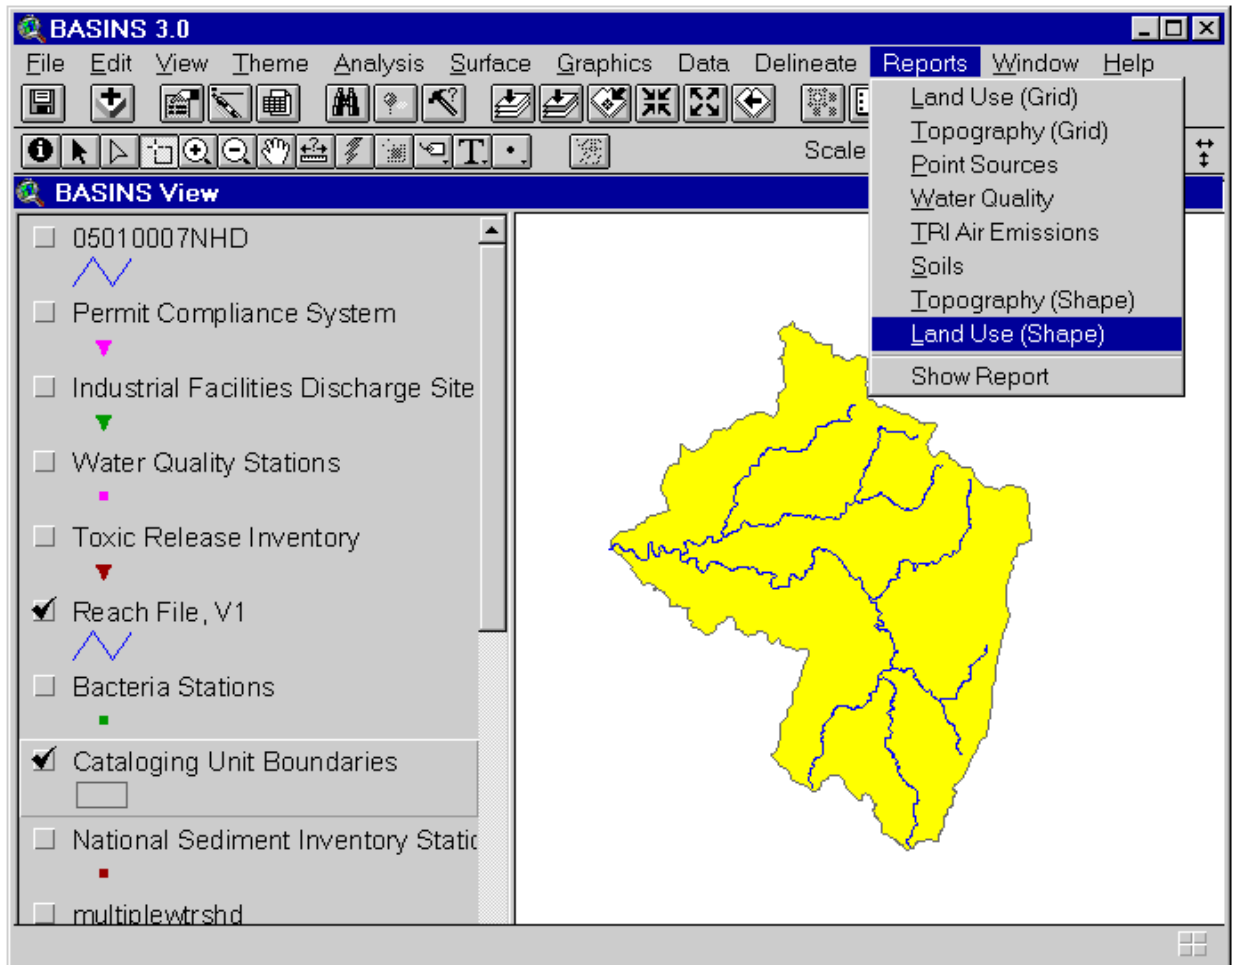 BASINS 3.0
File Edit View Theme Analysis Surface Graphics Data Delineate Reports Window Help
Land Use (Grid)
Topography (Grid)
Point Sources
Water Quality
TRI Air Emissions
Soils
Topography (Shape)
Land Use (Shape)
Show Report
T
Scale
BASINS View
05010007NHD
Permit Compliance System
Industrial Facilities Discharge Site
Water Quality Stations
Toxic Release Inventory
Reach File, V1
Bacteria Stations
Cataloging Unit Boundaries
National Sediment Inventory Static
multiplewtrshd